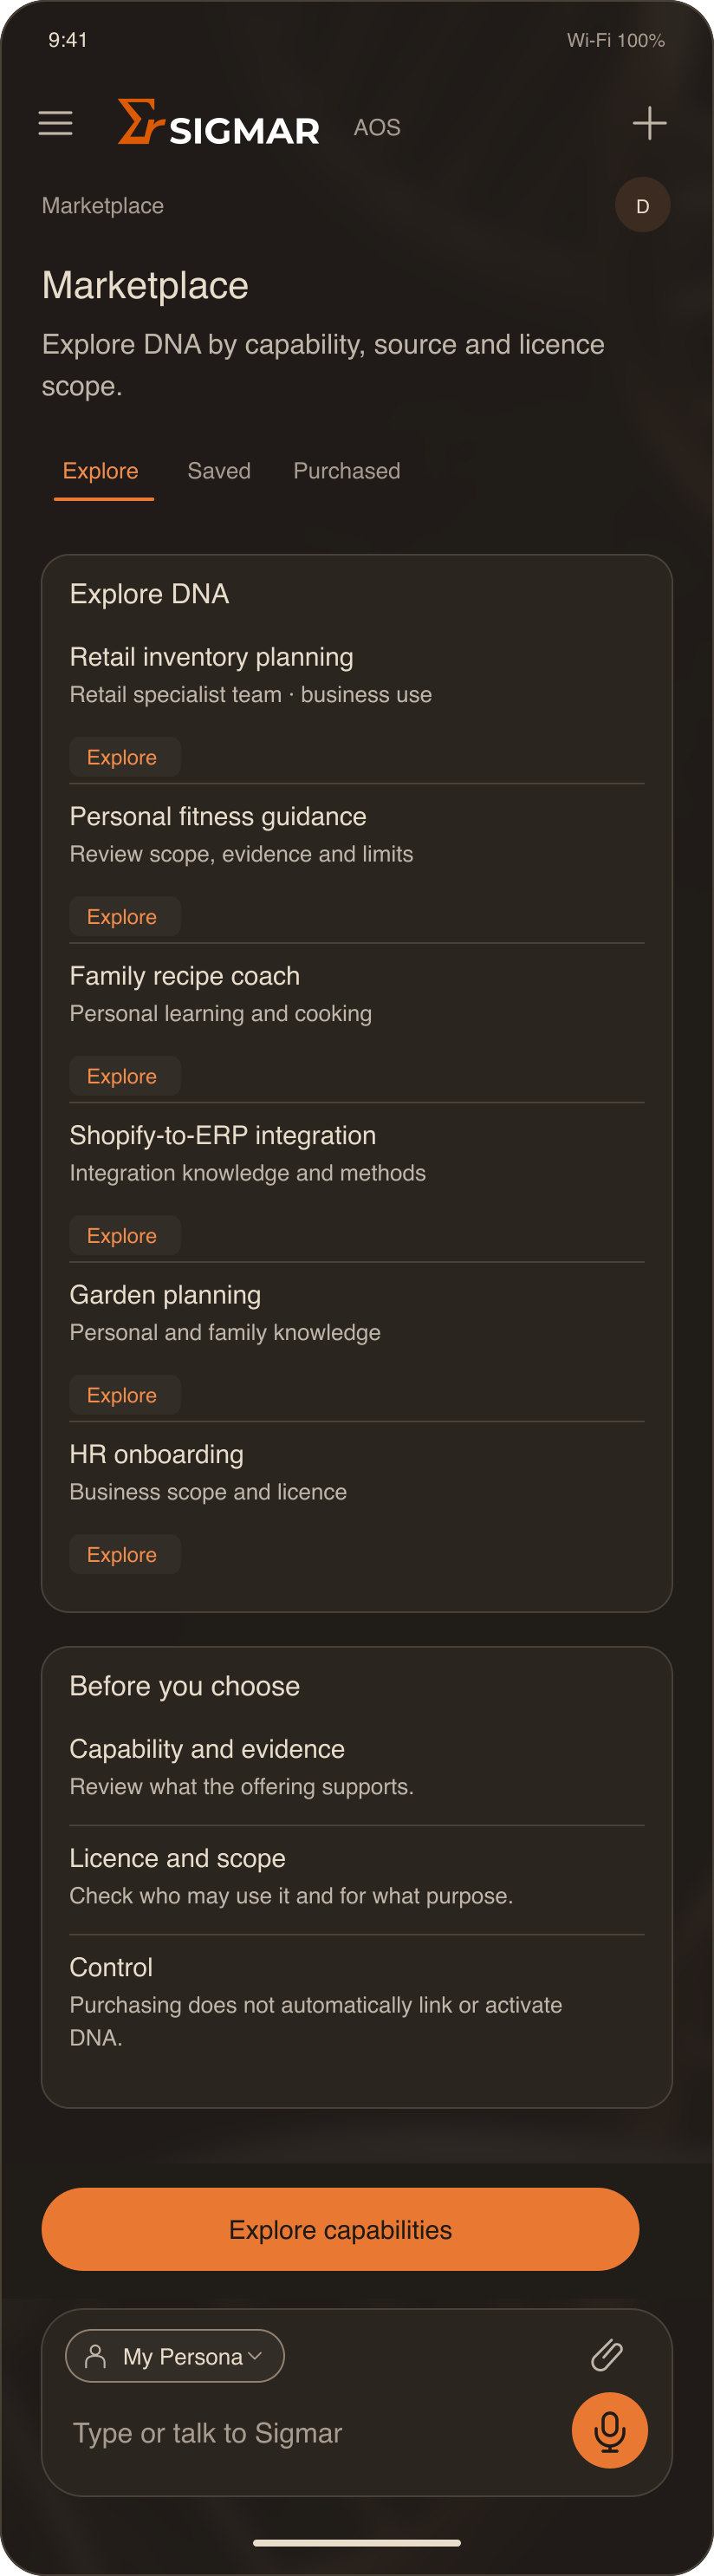 9:41
Wi-Fi 100%
Σr SIGMAR AOS
Marketplace
D
Marketplace
Explore DNA by capability, source and licence
scope.
Explore Saved Purchased
Explore DNA
Retail inventory planning
Retail specialist team · business use
Explore
Personal fitness guidance
Review scope, evidence and limits
Explore
Family recipe coach
Personal learning and cooking
Explore
Shopify-to-ERP integration
Integration knowledge and methods
Explore
Garden planning
Personal and family knowledge
Explore
HR onboarding
Business scope and licence
Explore
Before you choose
Capability and evidence
Review what the offering supports.
Licence and scope
Check who may use it and for what purpose.
Control
Purchasing does not automatically link or activate
DNA.
Explore capabilities
My Persona
Type or talk to Sigmar